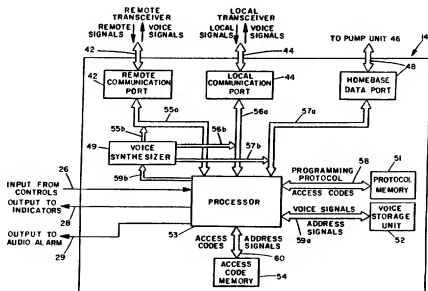 REMOTE TRANSCEIVER
REMOTE SIGNALS
VOICE SIGNALS
LOCAL TRANSCEIVER
LOCAL SIGNALS
VOICE SIGNALS
TO PUMP UNIT 46
14
42
44
48
REMOTE COMMUNICATION PORT
42
LOCAL COMMUNICATION PORT
44
HOMEBASE DATA PORT
55a
55b
56a
56b
57a
57b
49
VOICE SYNTHESIZER
59b
INPUT FROM CONTROLS
26
OUTPUT TO INDICATORS
28
OUTPUT TO AUDIO ALARM
29
PROCESSOR
53
PROGRAMMING PROTOCOL
58
ACCESS CODES
51
PROTOCOL MEMORY
VOICE SIGNALS
ADDRESS SIGNALS
59a
VOICE STORAGE UNIT
52
ACCESS CODES
ADDRESS SIGNALS
60
ACCESS CODE MEMORY
54